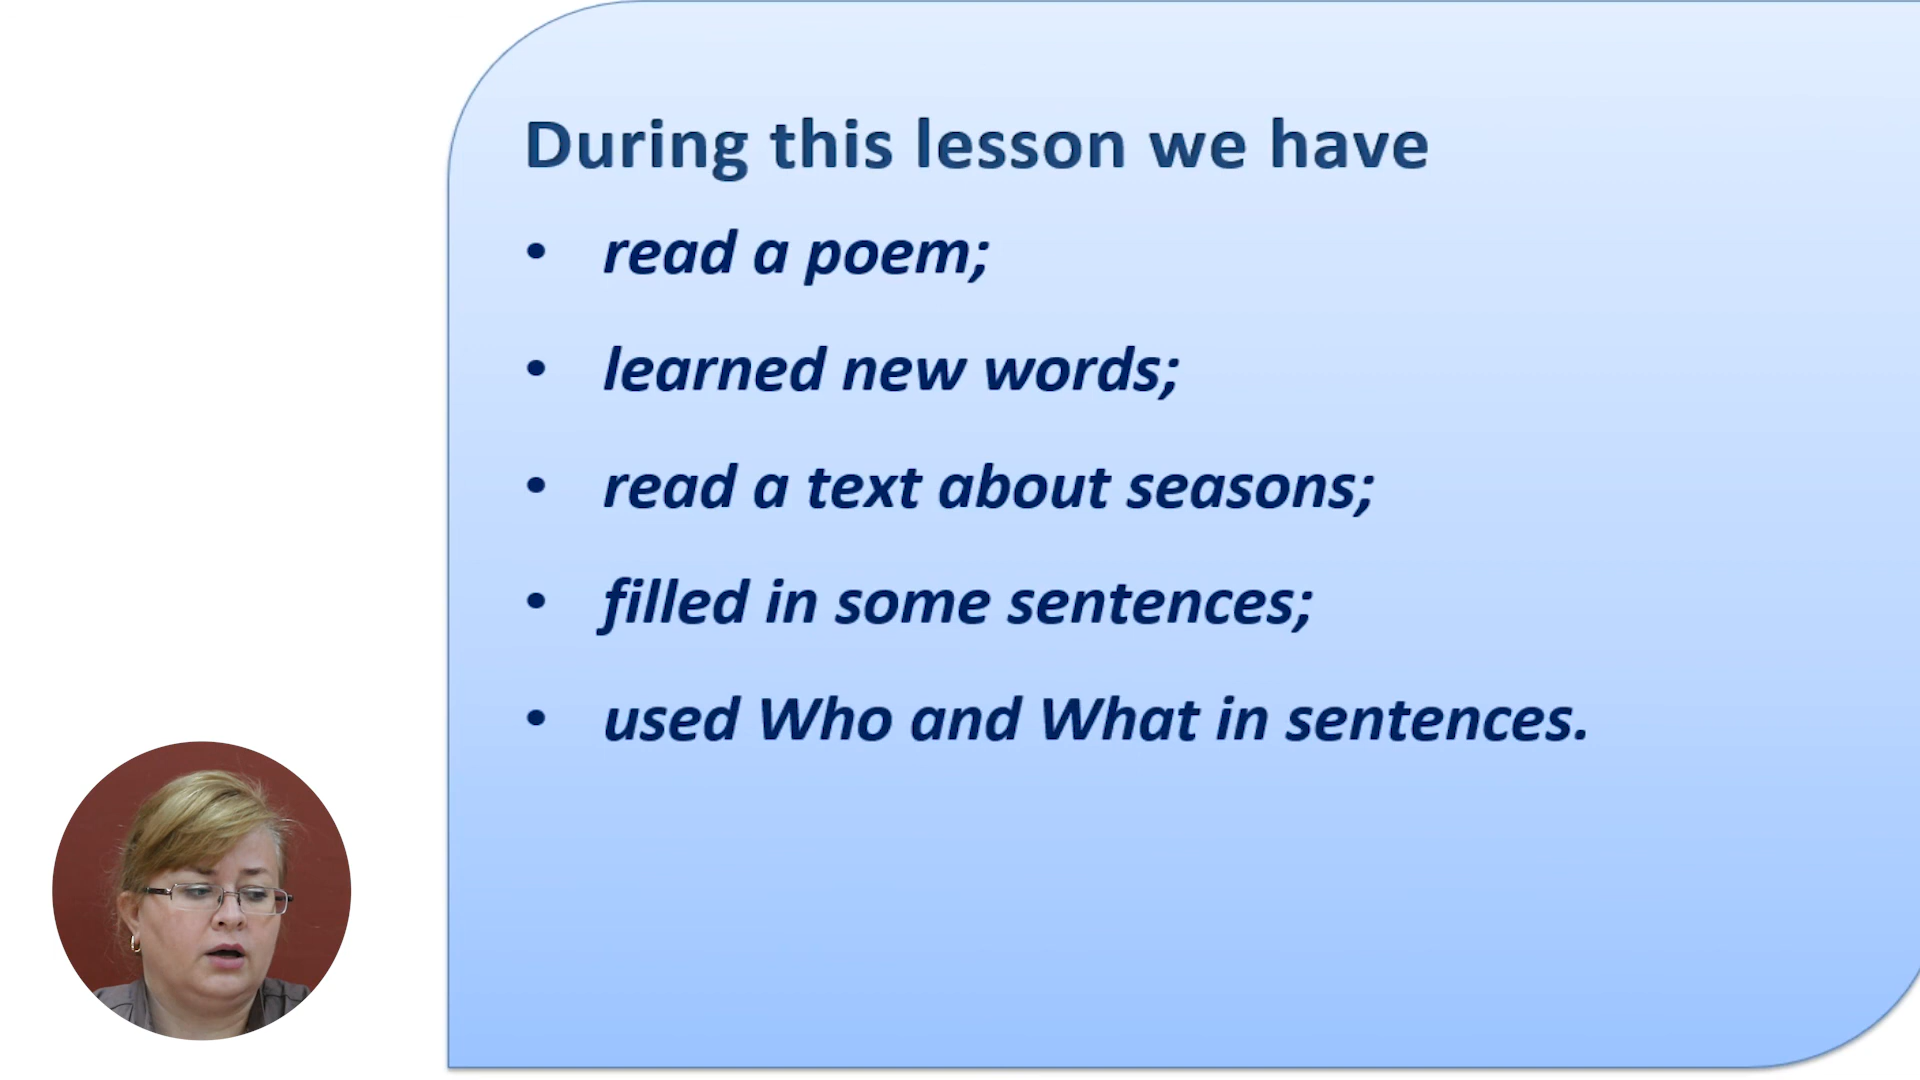 During this lesson we have
• read a poem;
• learned new words;
• read a text about seasons;
• filled in some sentences;
• used Who and What in sentences.